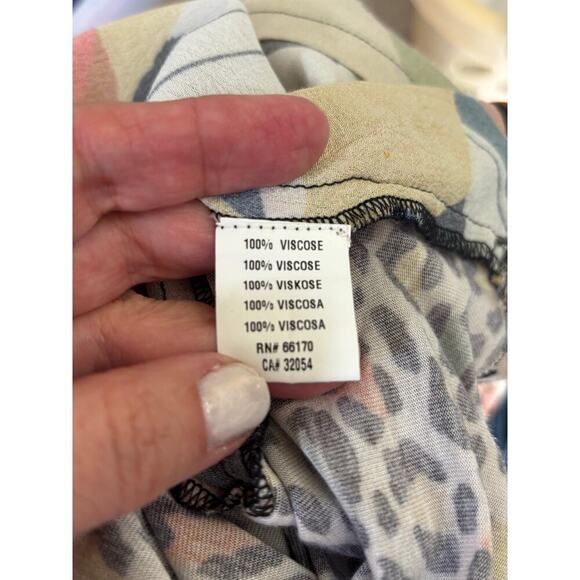 100% VISCOSE
100% VISCOSE
100% VISKOSE
100% VISCOSA
100% VISCOSA
RN# 66170
CA# 32054